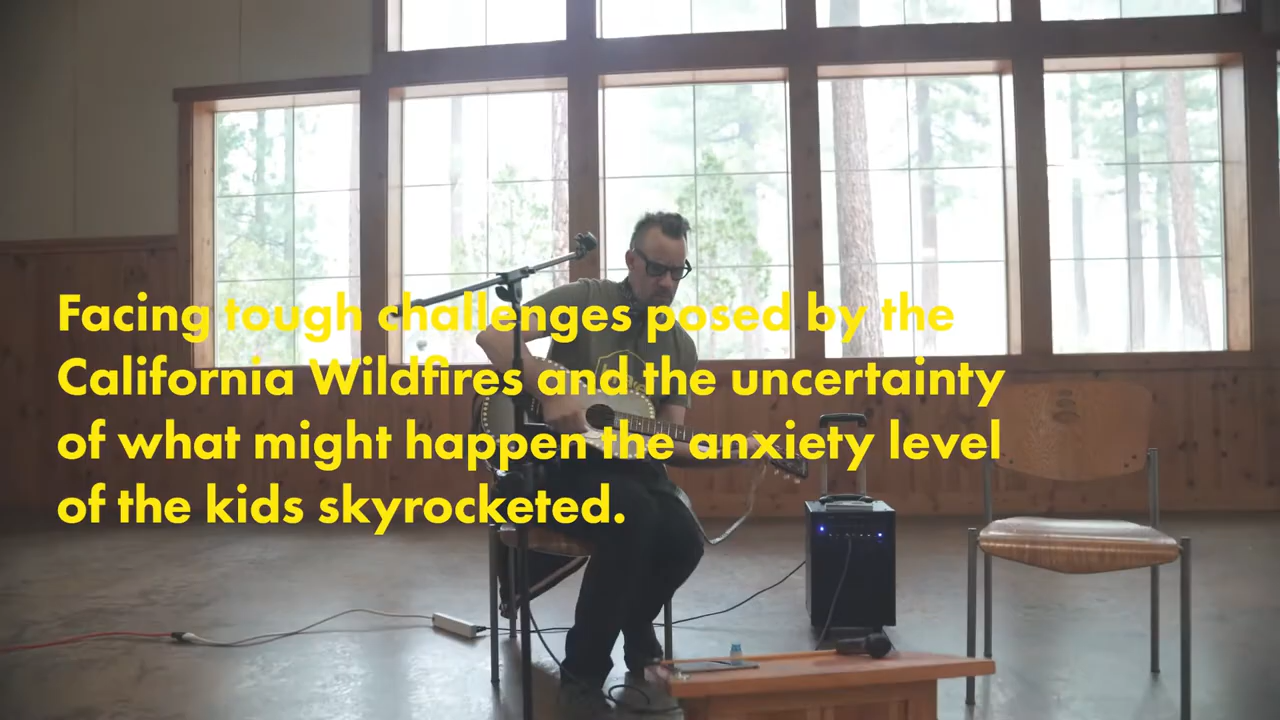 Facing tough challenges posed by the
California Wildfires and the uncertainty
of what might happen the anxiety level
of the kids skyrocketed.